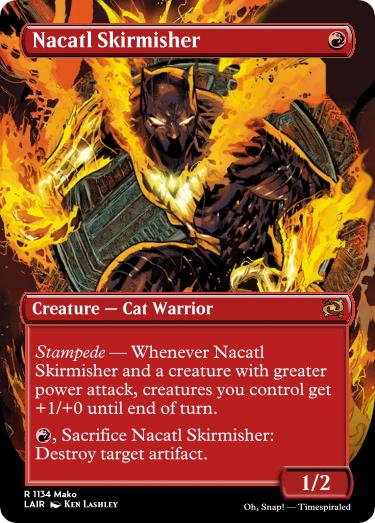 Nacatl Skirmisher
Creature — Cat Warrior
Stampede — Whenever Nacatl
Skirmisher and a creature with greater
power attack, creatures you control get
+1/+0 until end of turn.
, Sacrifice Nacatl Skirmisher:
Destroy target artifact.
1/2
R 1134 Mako
LAIR Ken Lashley
Oh, Snap! — Timespiraled